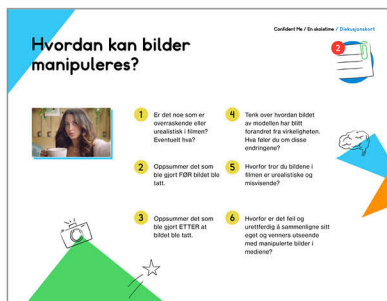 Confident Me / En skoletime / Diskusjonskort
Hvordan kan bilder
manipuleres?
2
1
Er det noe som er
overraskende eller
urealistisk i filmen?
Eventuelt hva?
2
Oppsummer det som
ble gjort FØR bildet ble
tatt.
3
Oppsummer det som
ble gjort ETTER at
bildet ble tatt.
4
Tenk over hvordan bildet
av modellen har blitt
forandret fra virkeligheten.
Hva føler du om disse
endringene?
5
Hvorfor tror du bildene i
filmen er urealistiske og
misvisende?
6
Hvorfor er det feil og
urettferdig å sammenligne sitt
eget og venners utseende
med manipulerte bilder i
mediene?